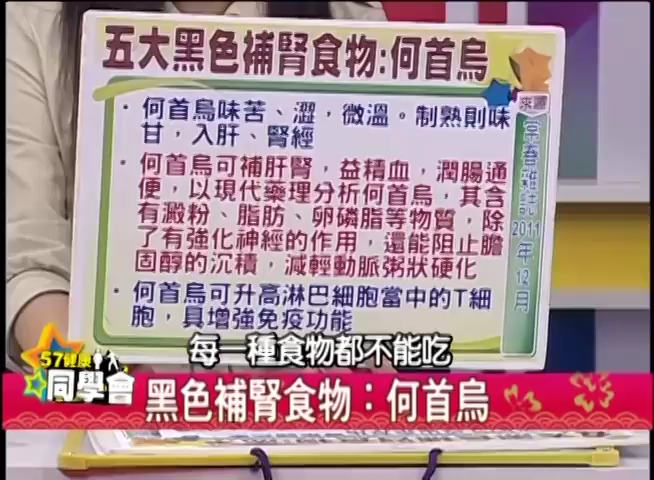 五大黑色補腎食物:何首烏
來源
常春雜誌2011年12月
・何首烏味苦、澀，微溫。制熟則味
甘，入肝、腎經
・何首烏可補肝腎，益精血，潤腸通
便，以現代藥理分析何首烏，其含
有澱粉、脂肪、卵磷脂等物質，除
了有強化神經的作用，還能阻止膽
固醇的沉積，減輕動脈粥狀硬化
・何首烏可升高淋巴細胞當中的T細
胞，具增強免疫功能
每一種食物都不能吃
57健康
同學會
黑色補腎食物：何首烏